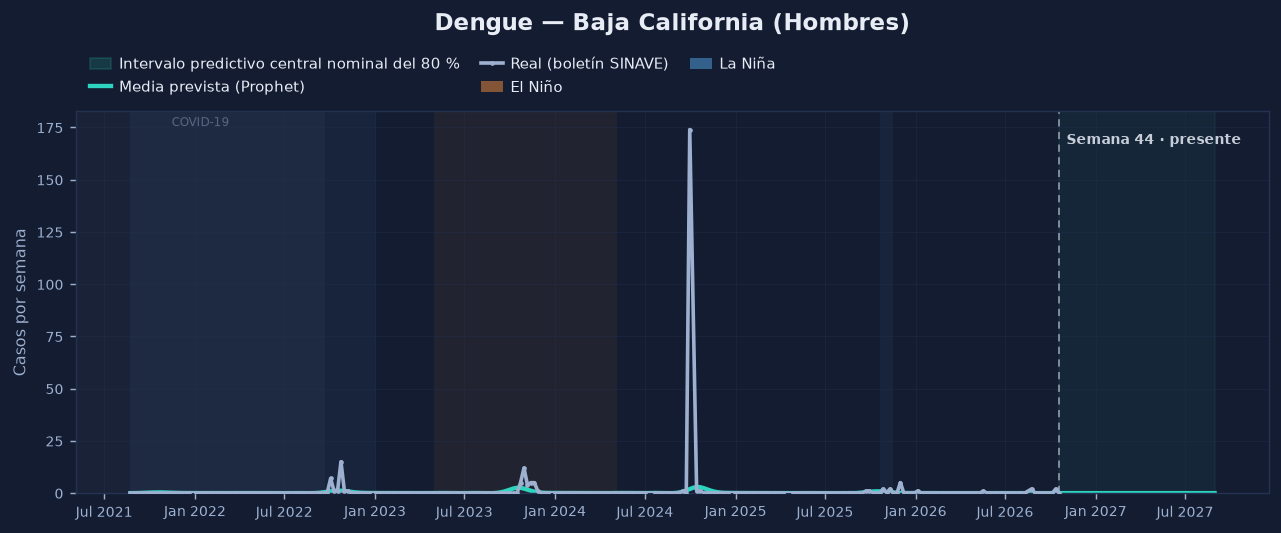 Dengue — Baja California (Hombres)
Intervalo predictivo central nominal del 80 %
Real (boletín SINAVE)
La Niña
Media prevista (Prophet)
El Niño
COVID-19
Semana 44 · presente
Casos por semana
175
150
125
100
75
50
25
0
Jul 2021
Jan 2022
Jul 2022
Jan 2023
Jul 2023
Jan 2024
Jul 2024
Jan 2025
Jul 2025
Jan 2026
Jul 2026
Jan 2027
Jul 2027